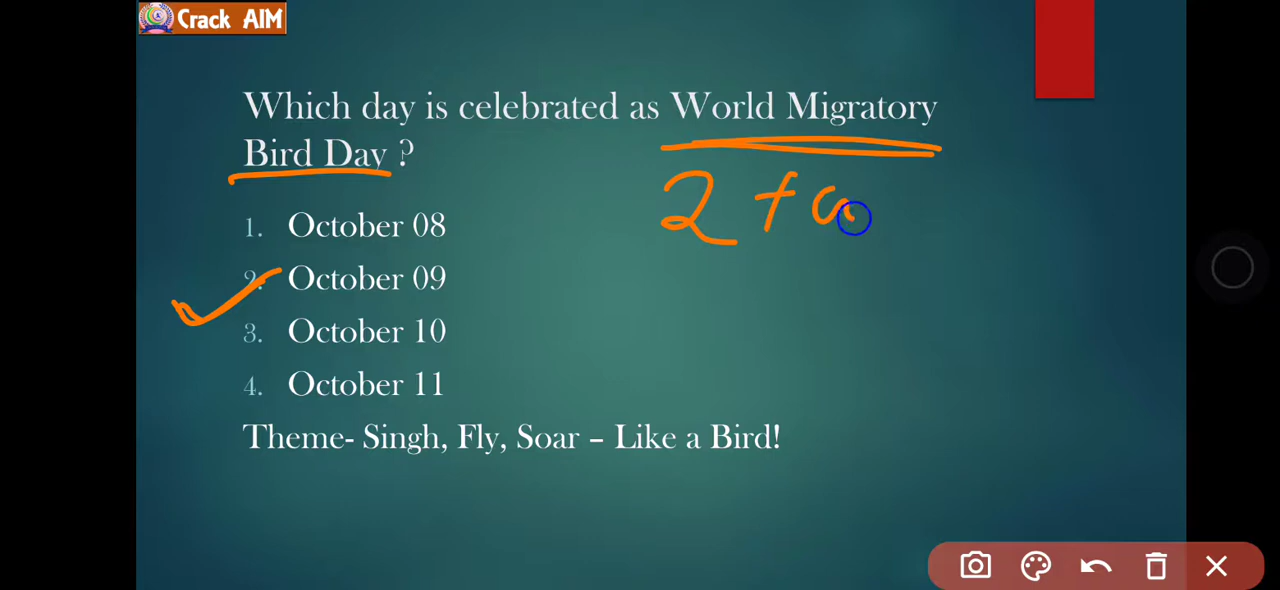 Crack AIM
Which day is celebrated as World Migratory
Bird Day ?
1. October 08
2. October 09
3. October 10
4. October 11
Theme- Singh, Fly, Soar – Like a Bird!